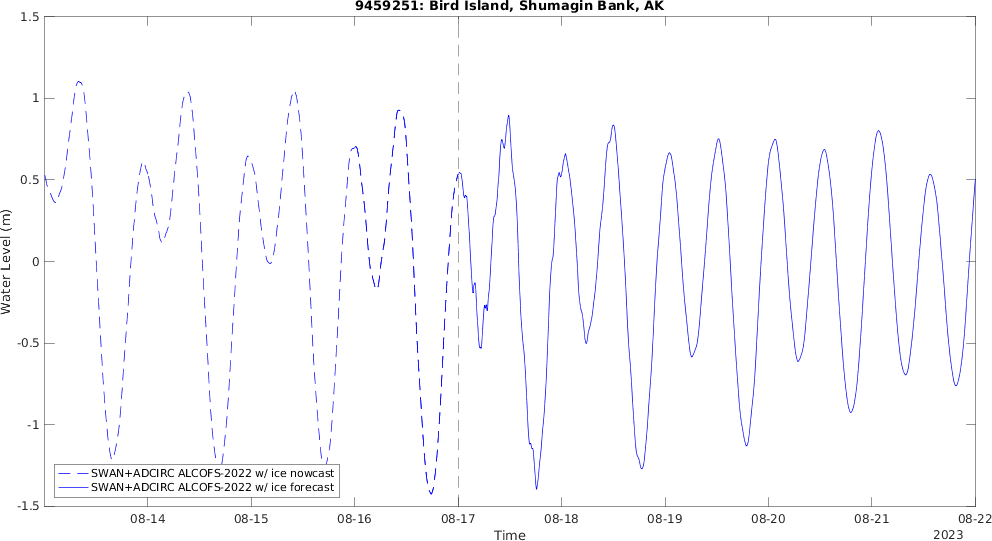 9459251: Bird Island, Shumagin Bank, AK
1.5
1
0.5
0
-0.5
-1
-1.5
Water Level (m)
SWAN+ADCIRC ALCOFS-2022 w/ ice nowcast
SWAN+ADCIRC ALCOFS-2022 w/ ice forecast
08-14 08-15 08-16 08-17 08-18 08-19 08-20 08-21 08-22
Time
2023